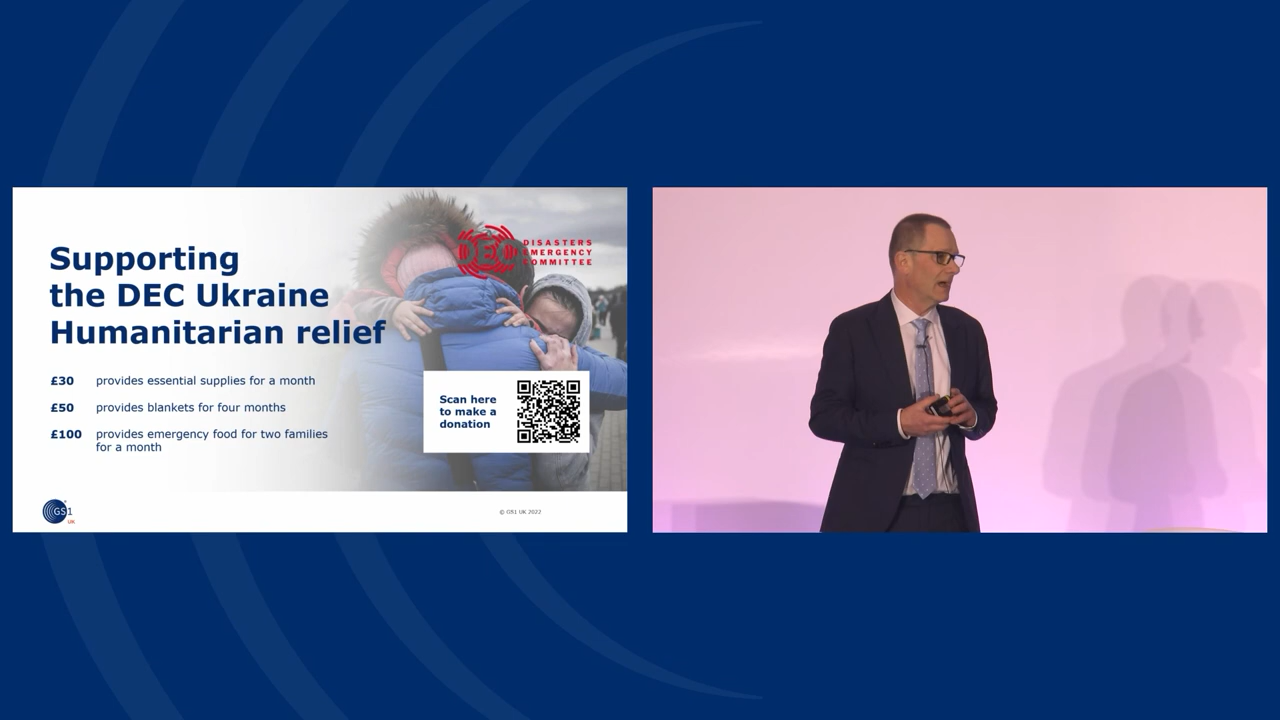 Supporting
the DEC Ukraine
Humanitarian relief
£30 provides essential supplies for a month
£50 provides blankets for four months
£100 provides emergency food for two families
for a month
DEC DISASTERS
EMERGENCY
COMMITTEE
Scan here
to make a
donation
GS1
UK
© GS1 UK 2022